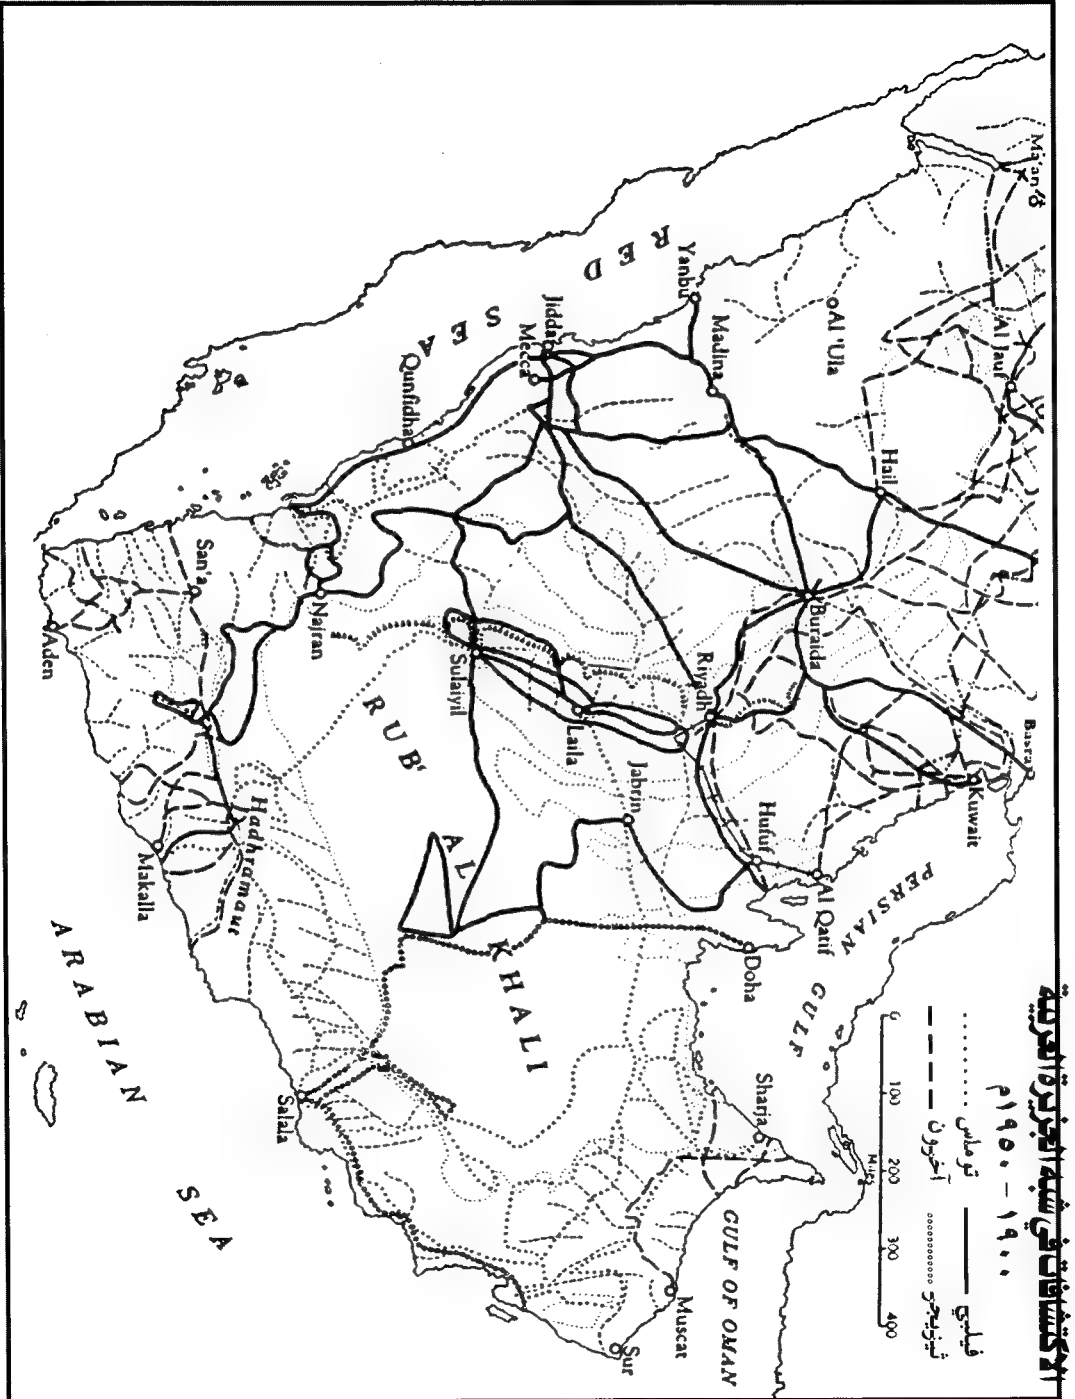 الاكتشافات في شبه الجزيرة العربية
١٩٠٠ - ١٩٥٠م
فيلبي
توماس
ثيزيجر
آخرون
0 100 200 300 400
Miles
Ma'an
Al Jauf
Basra
Kuwait
Hail
Al 'Ula
Buraida
PERSIAN GULF
Al Qatif
Yanbu
Madina
Riyadh
Hufuf
Doha
Sharja
GULF OF OMAN
RED SEA
Jidda
Mecca
Laila
Jabrin
Muscat
Sur
Qunfidha
Sulaiyil
RUB' AL KHALI
Najran
San'a
Hadhramaut
Salala
Makalla
Aden
ARABIAN SEA